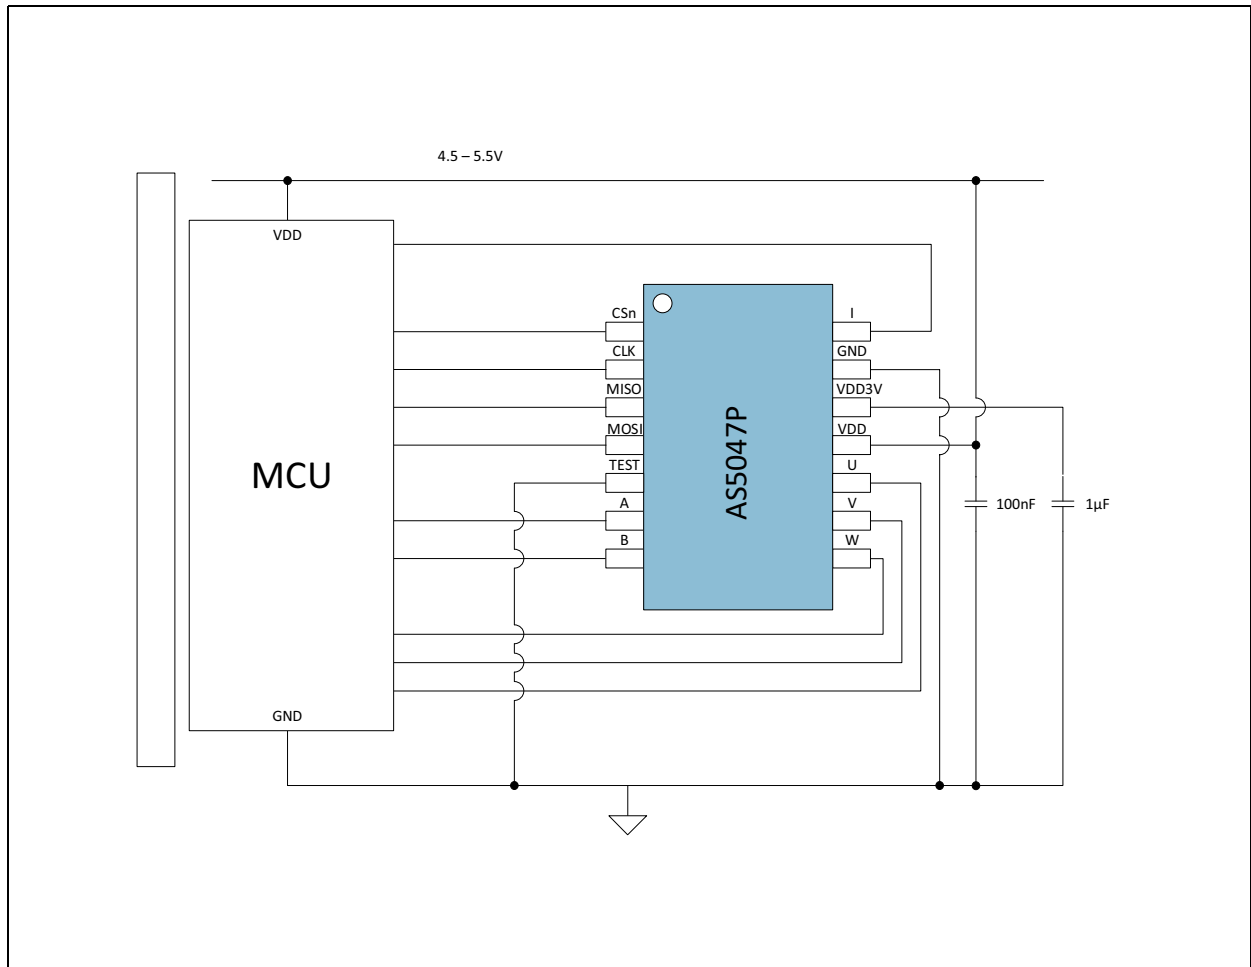 4.5 – 5.5V
VDD
CSn
I
CLK
GND
MISO
VDD3V
MOSI
VDD
TEST
U
A
V
B
W
MCU
AS5047P
100nF
1µF
GND